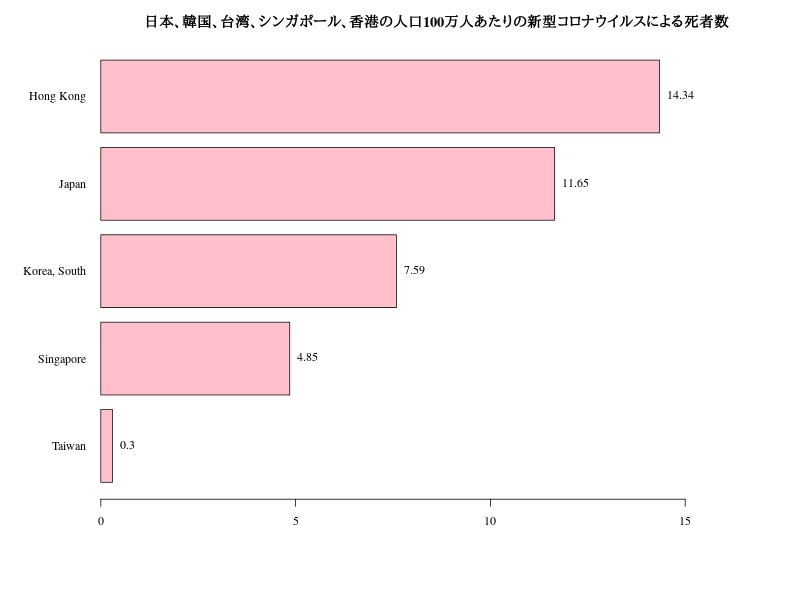 日本、韓国、台湾、シンガポール、香港の人口100万人あたりの新型コロナウイルスによる死者数
Hong Kong 14.34
Japan 11.65
Korea, South 7.59
Singapore 4.85
Taiwan 0.3
0 5 10 15